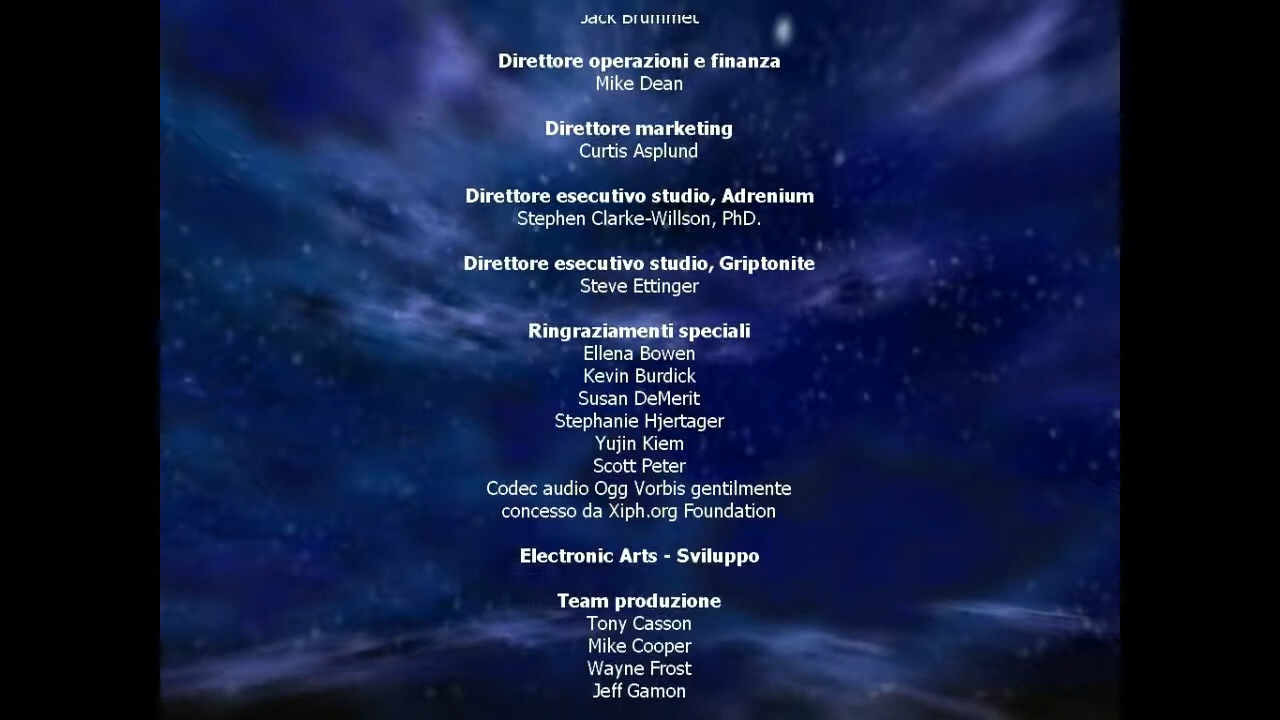 Jack Brummet
Direttore operazioni e finanza
Mike Dean
Direttore marketing
Curtis Asplund
Direttore esecutivo studio, Adrenium
Stephen Clarke-Willson, PhD.
Direttore esecutivo studio, Griptonite
Steve Ettinger
Ringraziamenti speciali
Ellena Bowen
Kevin Burdick
Susan DeMerit
Stephanie Hjertager
Yujin Kiem
Scott Peter
Codec audio Ogg Vorbis gentilmente
concesso da Xiph.org Foundation
Electronic Arts - Sviluppo
Team produzione
Tony Casson
Mike Cooper
Wayne Frost
Jeff Gamon